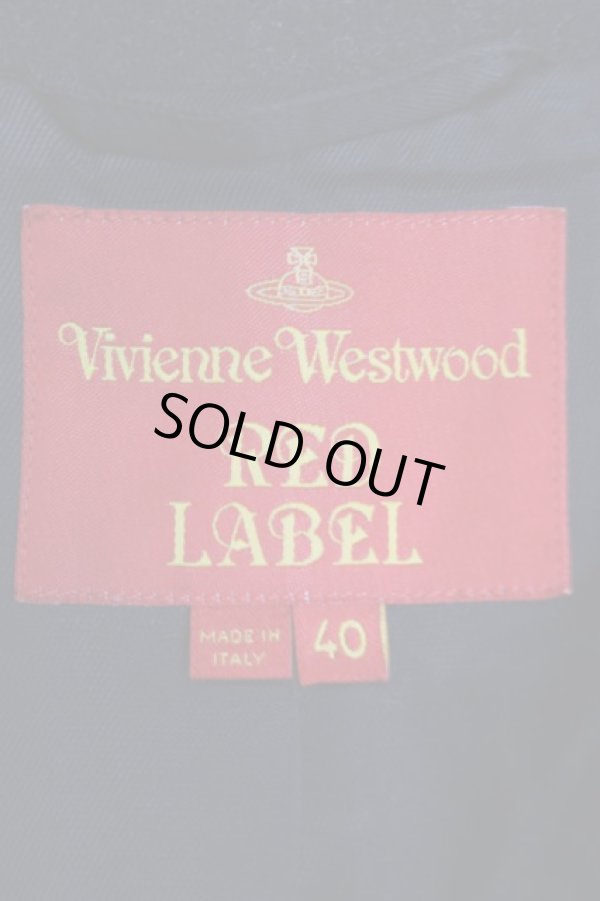 Vivienne Westwood
RED
LABEL
SOLD OUT
MADE IN
ITALY
40